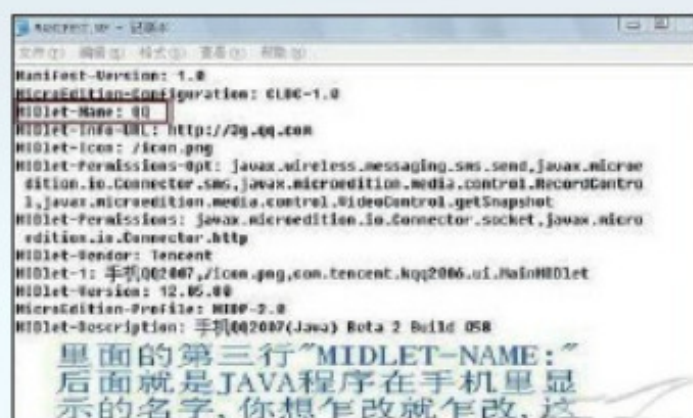 MANIFEST.MF - 记事本
文件(F) 编辑(E) 格式(O) 查看(V) 帮助(H)
Manifest-Version: 1.0
MicroEdition-Configuration: CLDC-1.0
MIDlet-Name: QQ
MIDlet-Info-URL: http://3g.qq.com
MIDlet-Icon: /icon.png
MIDlet-Permissions-Opt: javax.wireless.messaging.sms.send,javax.microe
dition.io.Connector.sms,javax.microedition.media.control.RecordContro
l,javax.microedition.media.control.VideoControl.getSnapshot
MIDlet-Permissions: javax.microedition.io.Connector.socket,javax.micro
edition.io.Connector.http
MIDlet-Vendor: Tencent
MIDlet-1: 手机QQ2007,/icon.png,com.tencent.kqq2006.ui.MainMIDlet
MIDlet-Version: 12.05.00
MicroEdition-Profile: MIDP-2.0
MIDlet-Description: 手机QQ2007(Java) Beta 2 Build 058
里面的第三行"MIDLET-NAME:"
后面就是JAVA程序在手机里显
示的名字,你想怎改就怎改,这